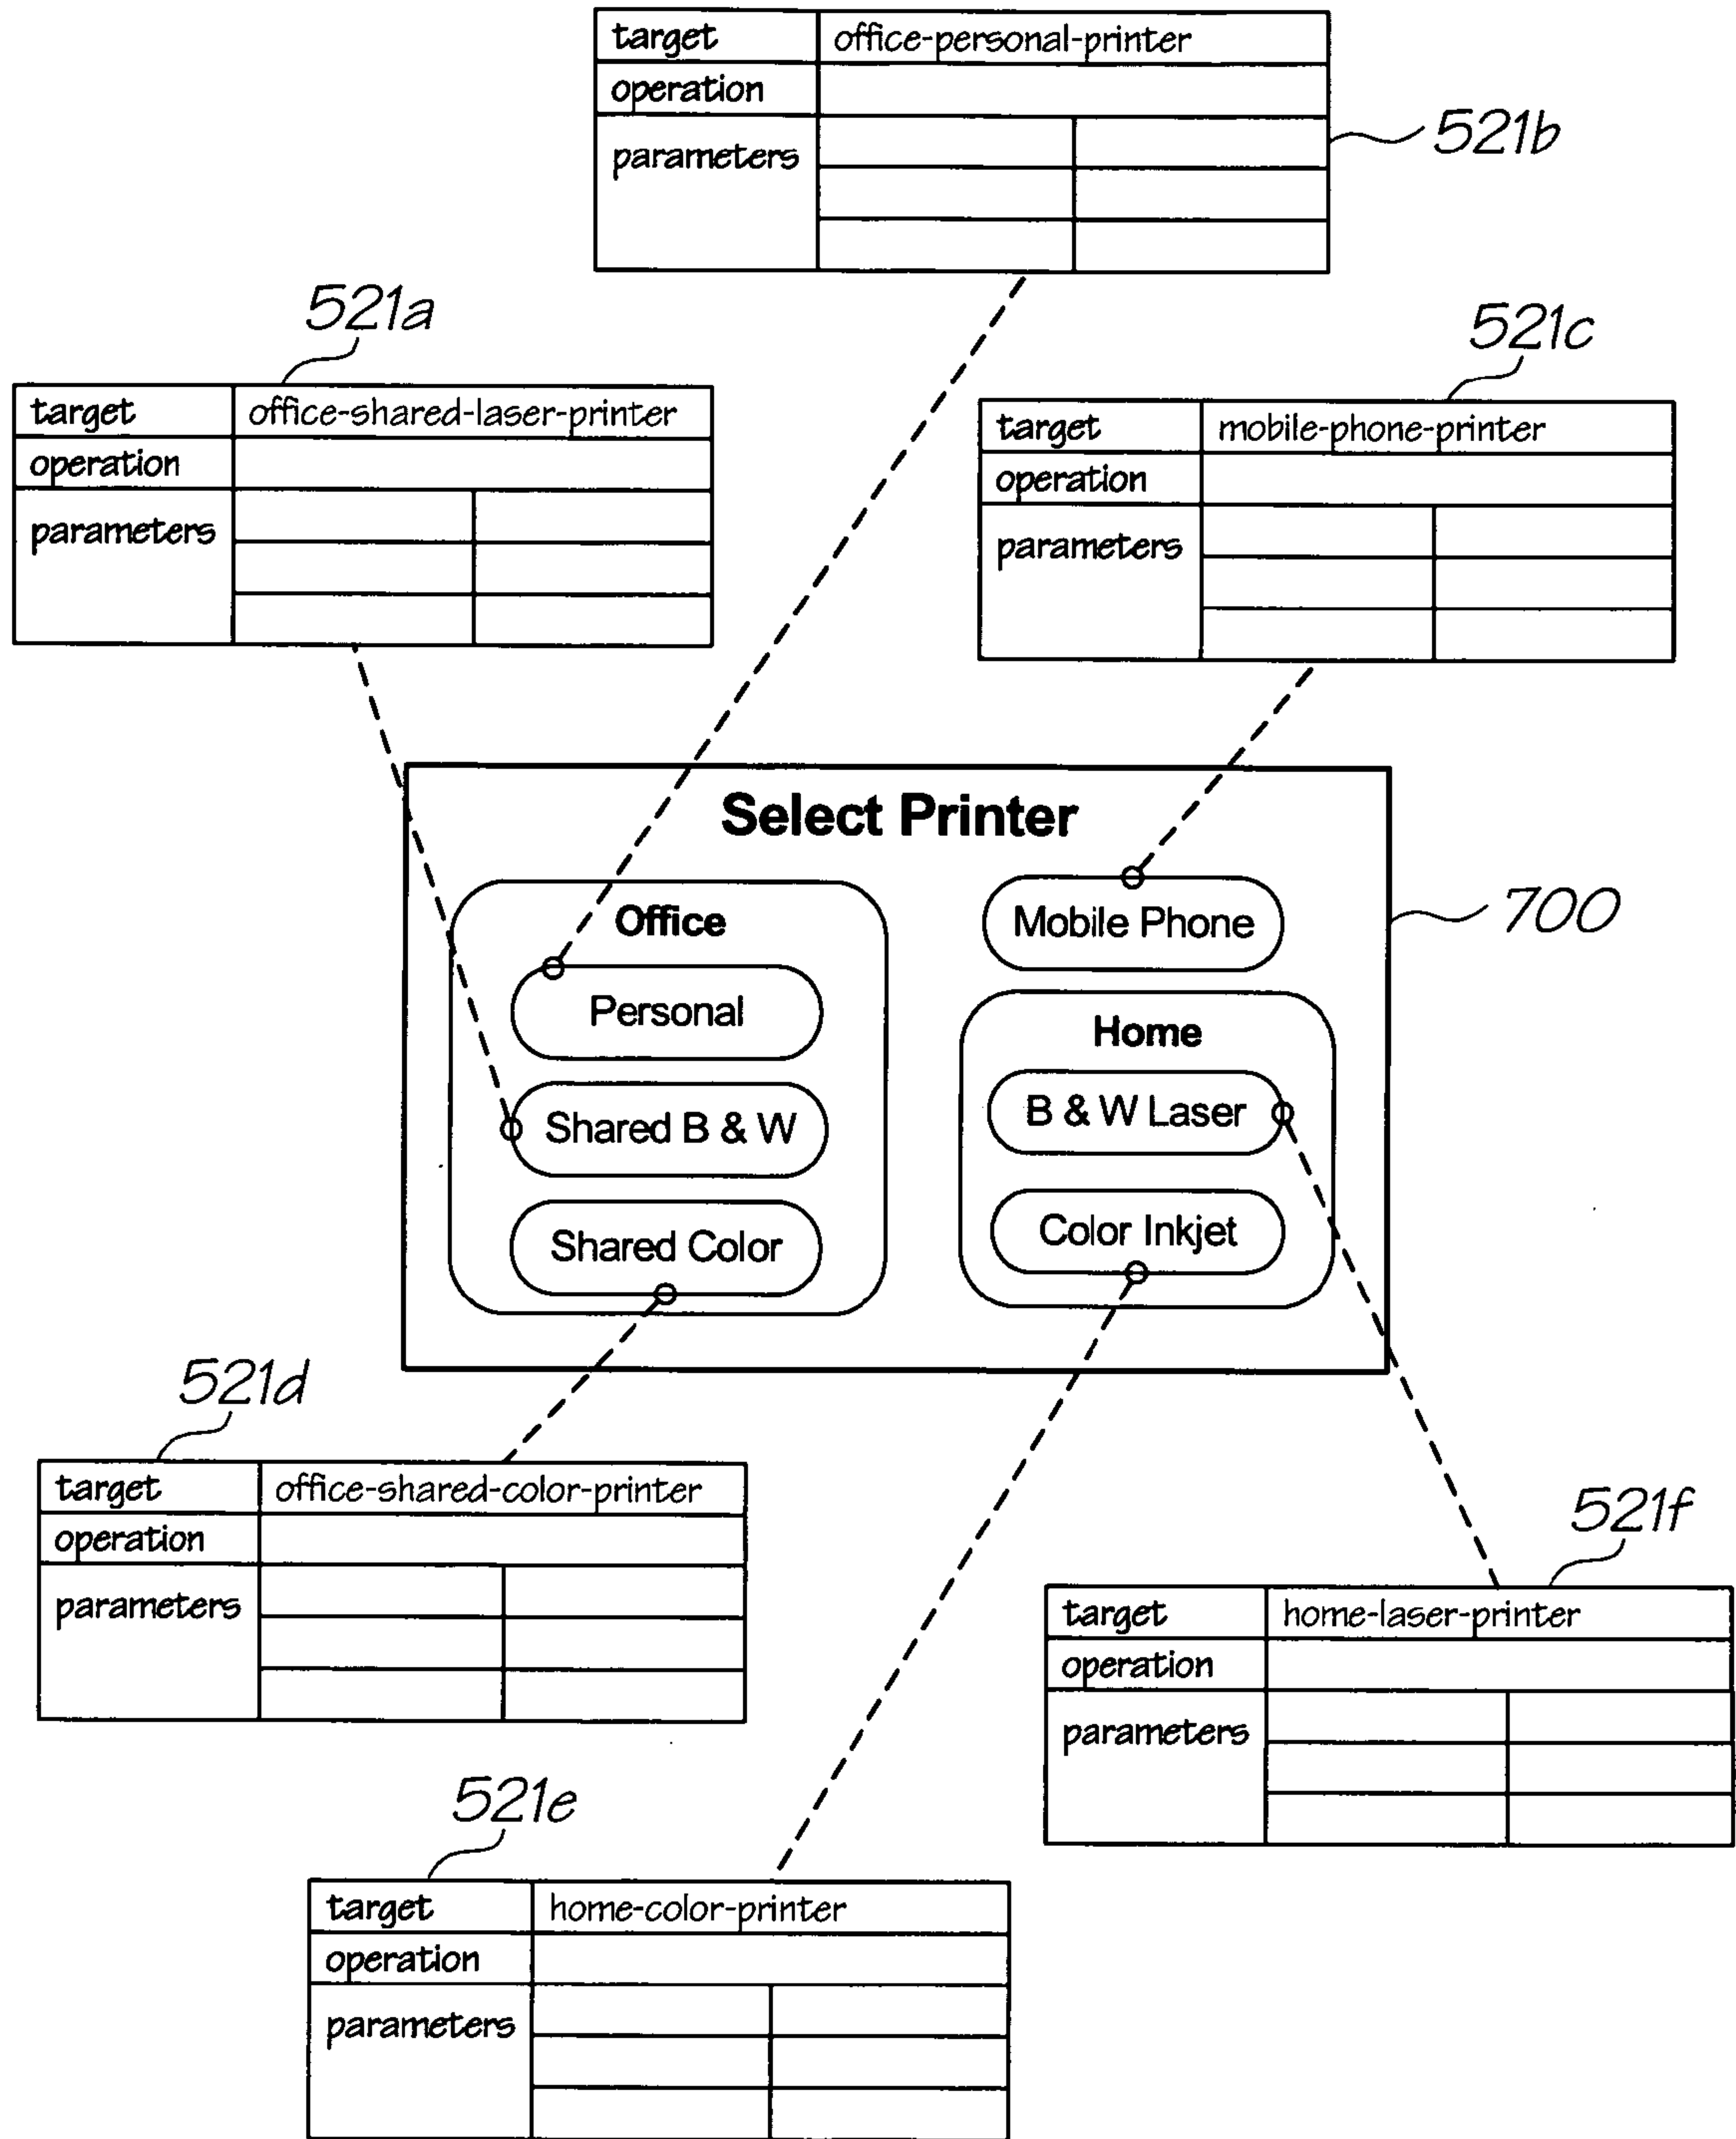 target office-personal-printer
operation
parameters
521b
521a
target office-shared-laser-printer
operation
parameters
521c
target mobile-phone-printer
operation
parameters
Select Printer
Office
Personal
Shared B & W
Shared Color
Mobile Phone
Home
B & W Laser
Color Inkjet
700
521d
target office-shared-color-printer
operation
parameters
521f
target home-laser-printer
operation
parameters
521e
target home-color-printer
operation
parameters